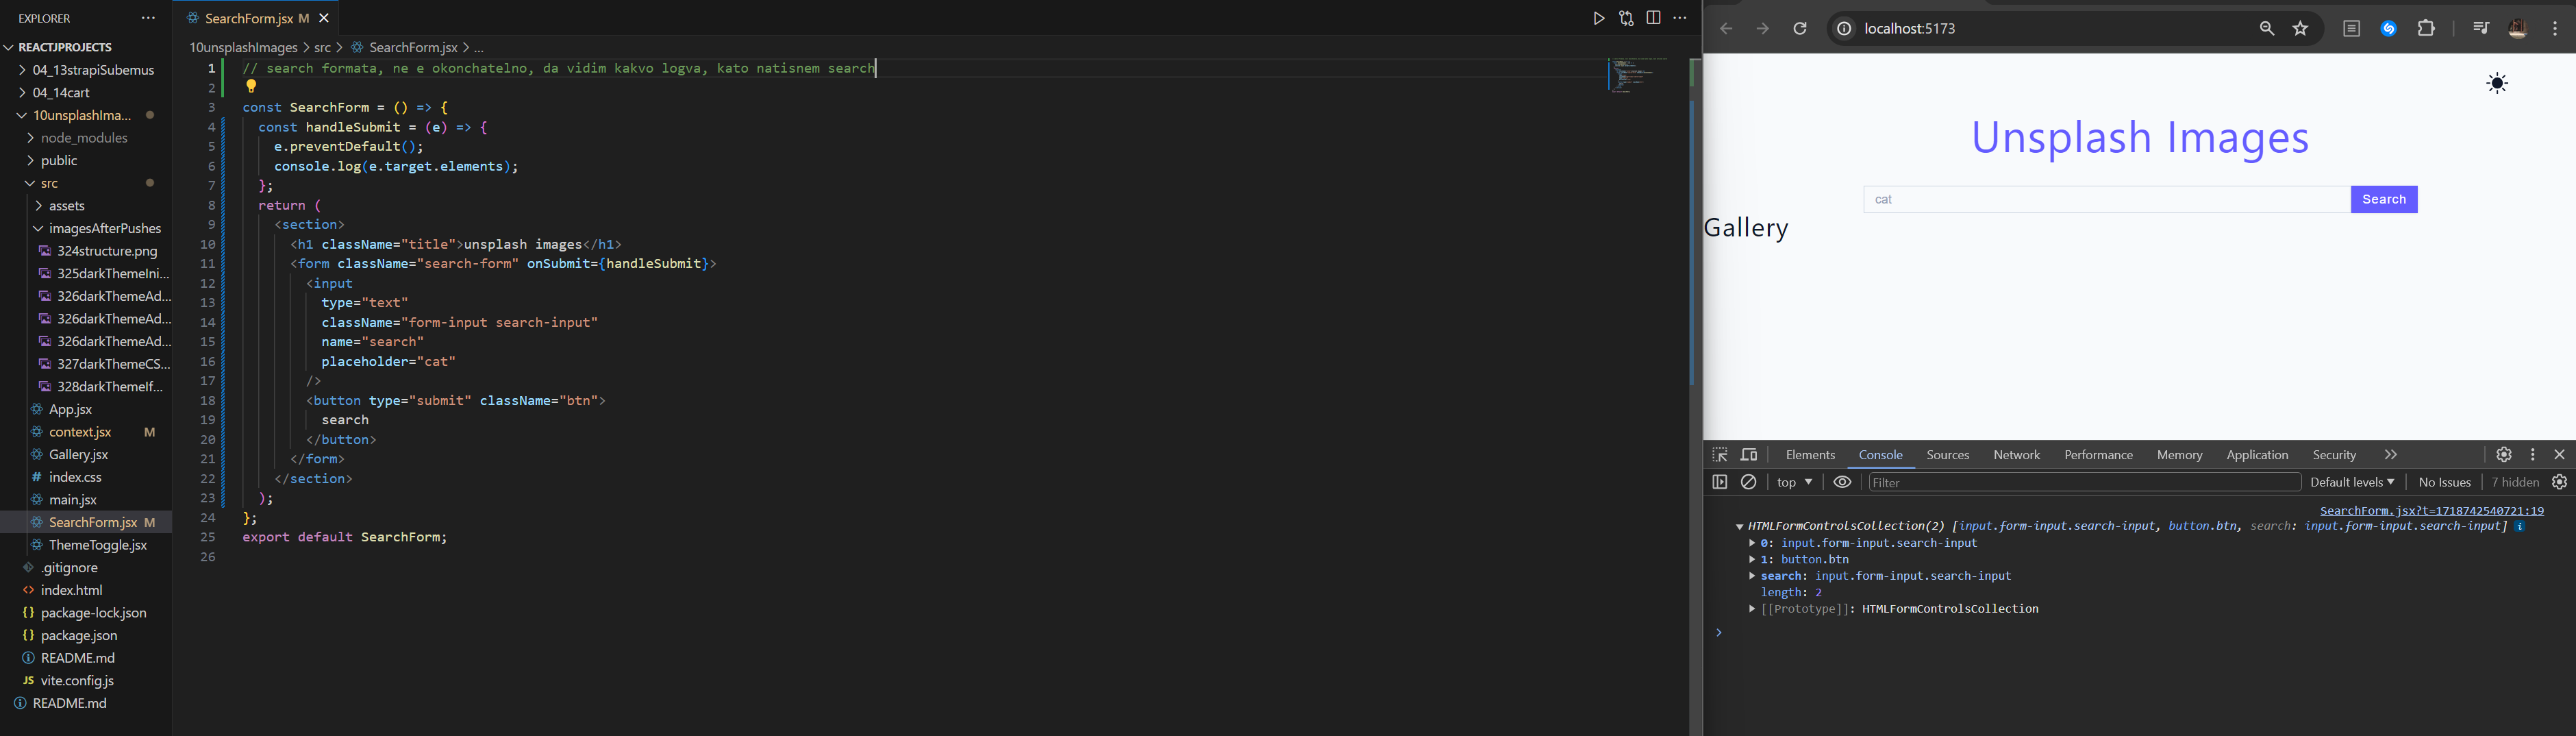 EXPLORER
REACTJPROJECTS
04_13strapiSubemus
04_14cart
10unsplashIma...
node_modules
public
src
assets
imagesAfterPushes
324structure.png
325darkThemeIni...
326darkThemeAd...
326darkThemeAd...
326darkThemeAd...
327darkThemeCS...
328darkThemeIf...
App.jsx
context.jsx M
Gallery.jsx
# index.css
main.jsx
SearchForm.jsx M
ThemeToggle.jsx
.gitignore
<> index.html
{} package-lock.json
{} package.json
README.md
JS vite.config.js
README.md
SearchForm.jsx M
10unsplashImages > src > SearchForm.jsx > ...
1 // search formata, ne e okonchatelno, da vidim kakvo logva, kato natisnem search
2
3 const SearchForm = () => {
4 const handleSubmit = (e) => {
5 e.preventDefault();
6 console.log(e.target.elements);
7 };
8 return (
9 <section>
10 <h1 className="title">unsplash images</h1>
11 <form className="search-form" onSubmit={handleSubmit}>
12 <input
13 type="text"
14 className="form-input search-input"
15 name="search"
16 placeholder="cat"
17 />
18 <button type="submit" className="btn">
19 search
20 </button>
21 </form>
22 </section>
23 );
24 };
25 export default SearchForm;
26
localhost:5173
Unsplash Images
cat Search
Gallery
Elements Console Sources Network Performance Memory Application Security
top Filter Default levels No Issues 7 hidden
SearchForm.jsx?t=1718742540721:19
HTMLFormControlsCollection(2) [input.form-input.search-input, button.btn, search: input.form-input.search-input]
0: input.form-input.search-input
1: button.btn
search: input.form-input.search-input
length: 2
[[Prototype]]: HTMLFormControlsCollection